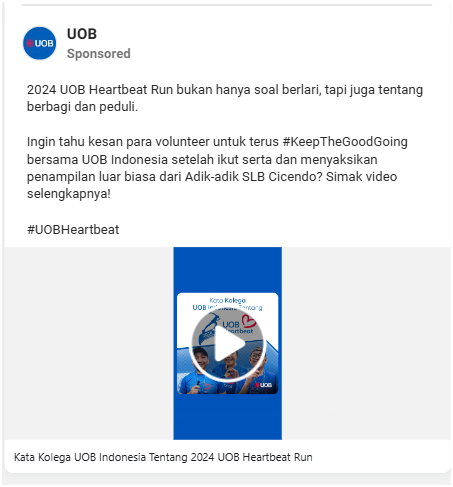 UOB
UOB
Sponsored
2024 UOB Heartbeat Run bukan hanya soal berlari, tapi juga tentang
berbagi dan peduli.
Ingin tahu kesan para volunteer untuk terus #KeepTheGoodGoing
bersama UOB Indonesia setelah ikut serta dan menyaksikan
penampilan luar biasa dari Adik-adik SLB Cicendo? Simak video
selengkapnya!
#UOBHeartbeat
Kata Kolega
UOB Indonesia Tentang
UOB
Heartbeat
UOB
Kata Kolega UOB Indonesia Tentang 2024 UOB Heartbeat Run